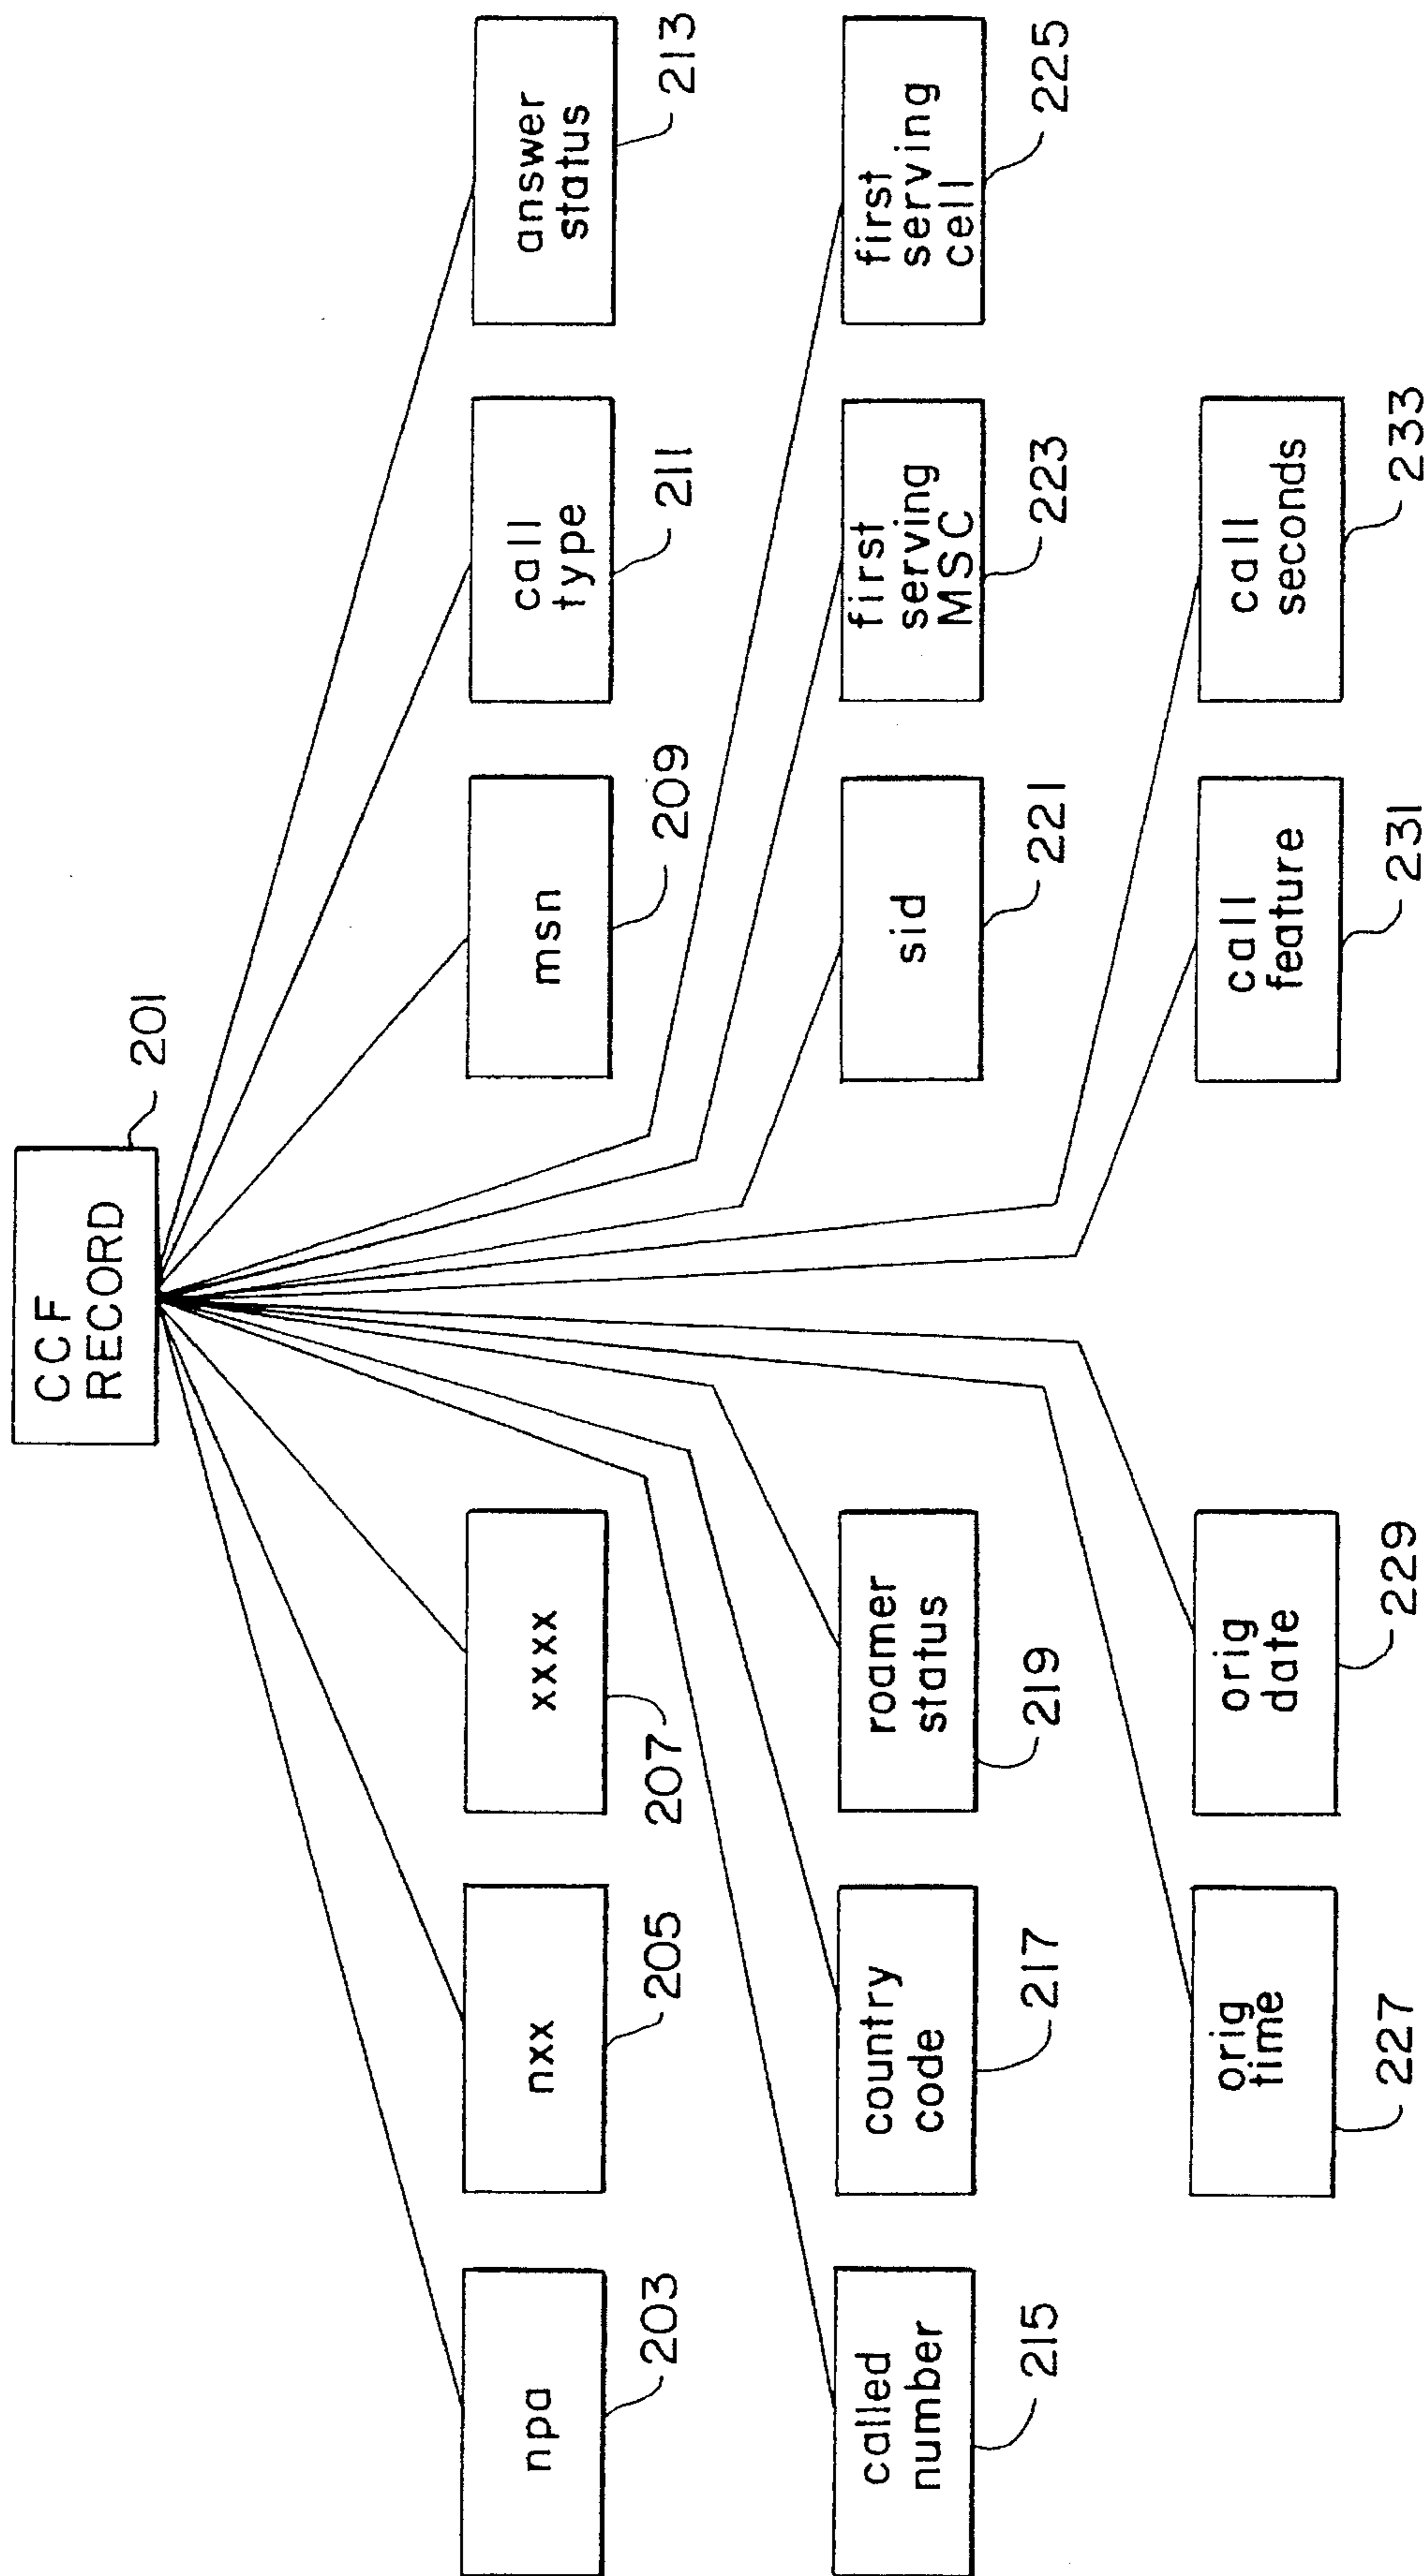 CCF
RECORD
201
npa
203
nxx
205
xxxx
207
msn
209
call
type
211
answer
status
213
called
number
215
country
code
217
roamer
status
219
sid
221
first
serving
MSC
223
first
serving
cell
225
orig
time
227
orig
date
229
call
feature
231
call
seconds
233